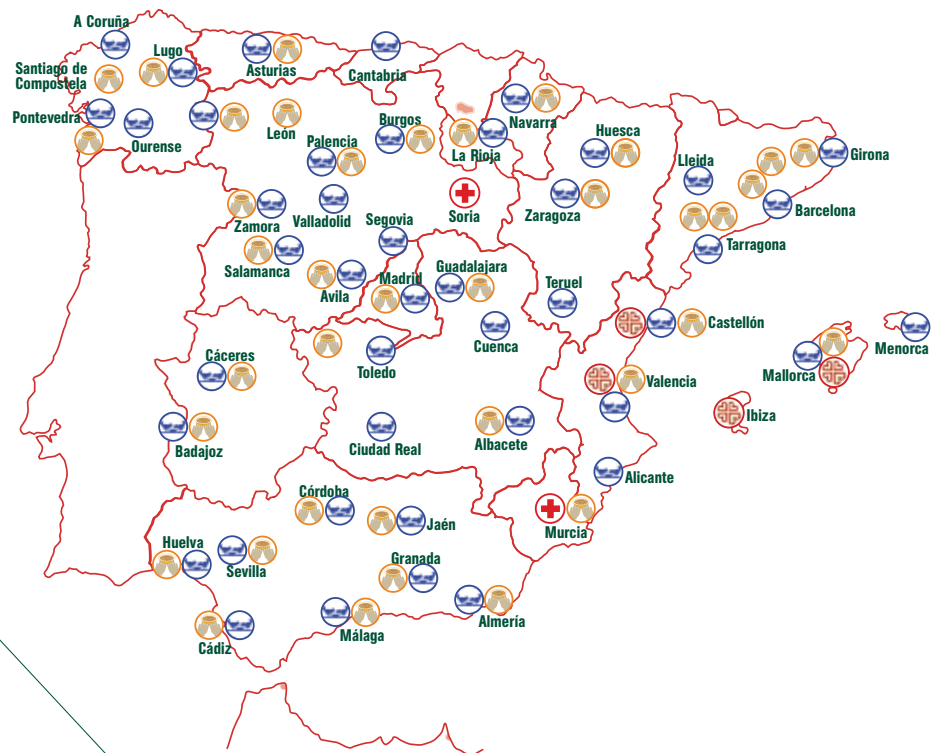 A Coruña
Lugo
Asturias
Cantabria
Santiago de
Compostela
Pontevedra
Ourense
León
Palencia
Burgos
La Rioja
Navarra
Huesca
Lleida
Girona
Barcelona
Tarragona
Zaragoza
Soria
Zamora
Valladolid
Segovia
Salamanca
Avila
Madrid
Guadalajara
Teruel
Cuenca
Castellón
Menorca
Mallorca
Ibiza
Valencia
Toledo
Cáceres
Badajoz
Ciudad Real
Albacete
Alicante
Murcia
Córdoba
Jaén
Huelva
Sevilla
Granada
Almería
Málaga
Cádiz